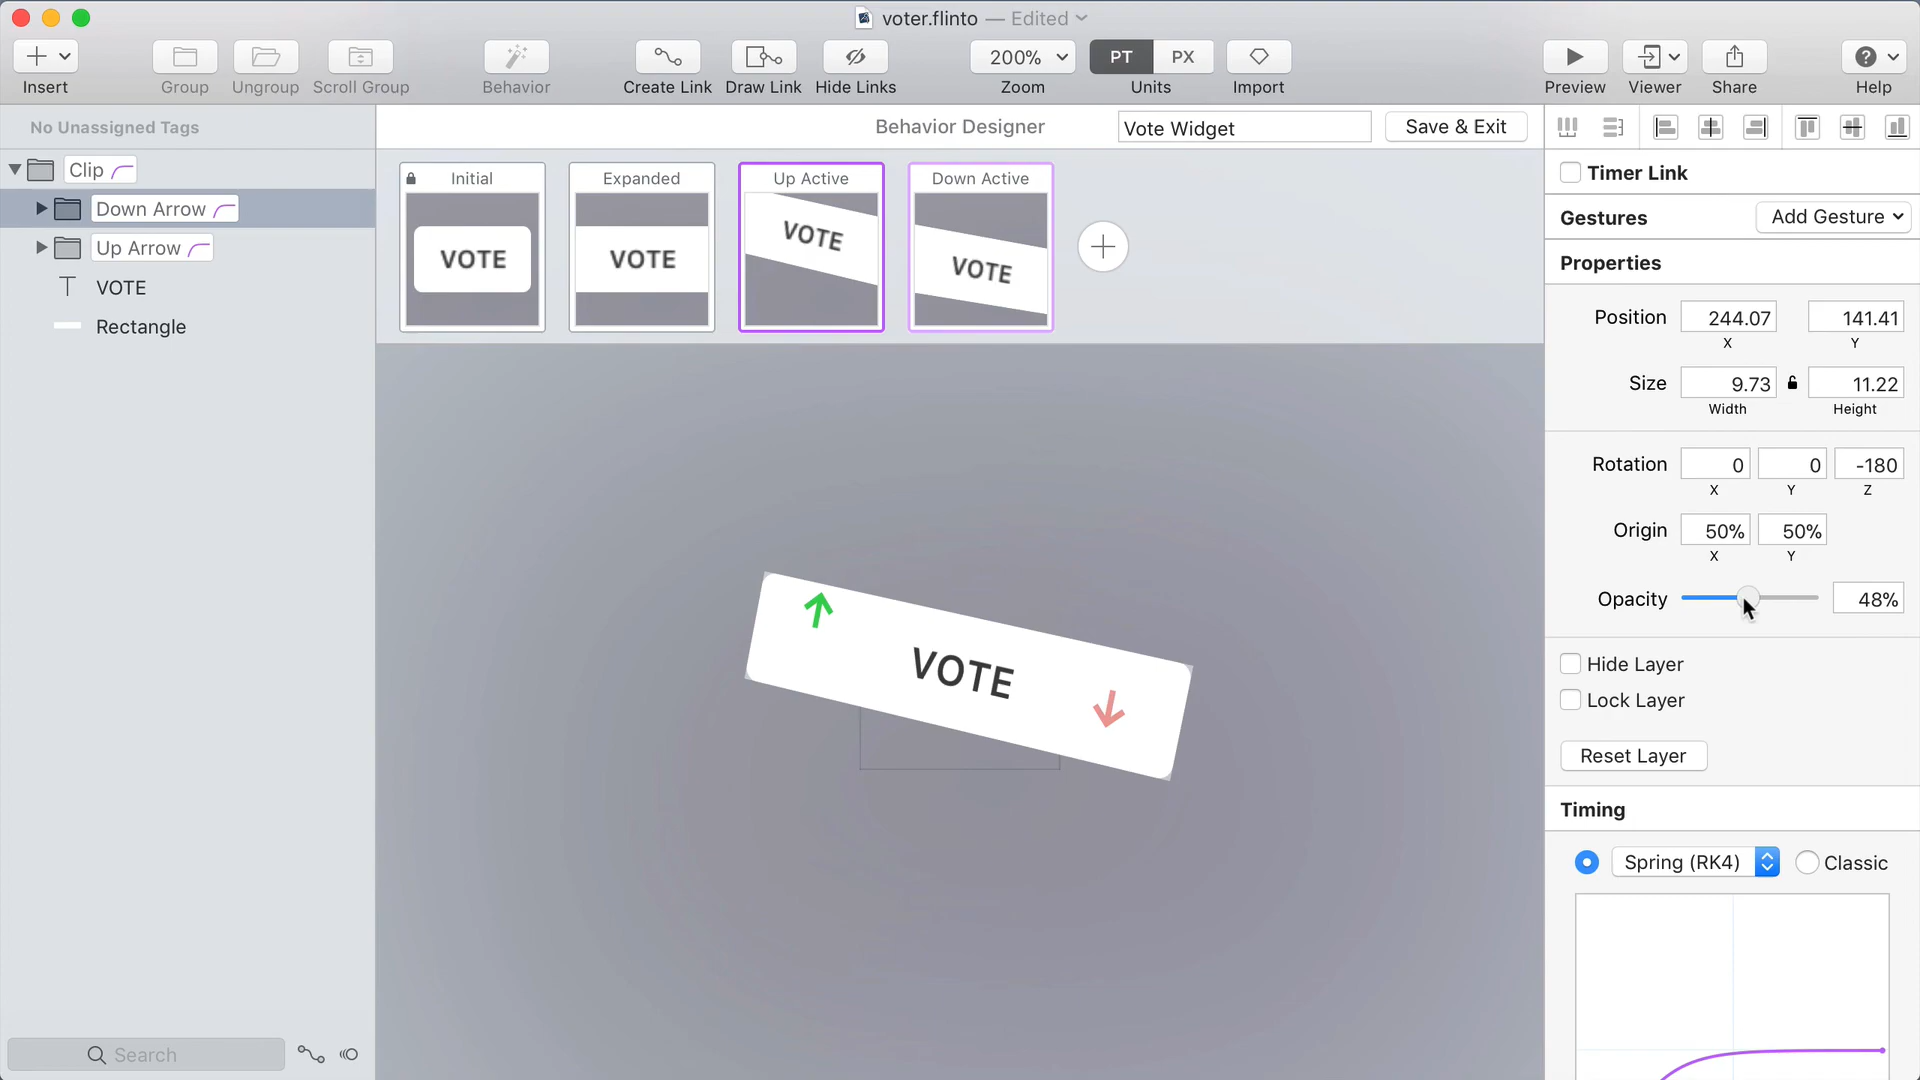 voter.flinto — Edited
200%
PT
PX
Insert
Group
Ungroup
Scroll Group
Behavior
Create Link
Draw Link
Hide Links
Zoom
Units
Import
Preview
Viewer
Share
Help
No Unassigned Tags
Clip
Down Arrow
Up Arrow
VOTE
Rectangle
Search
Behavior Designer
Vote Widget
Save & Exit
Initial
Expanded
Up Active
Down Active
VOTE
VOTE
VOTE
VOTE
VOTE
Timer Link
Gestures
Add Gesture
Properties
Position
244.07
141.41
X
Y
Size
9.73
11.22
Width
Height
Rotation
0
0
-180
X
Y
Z
Origin
50%
50%
X
Y
Opacity
48%
Hide Layer
Lock Layer
Reset Layer
Timing
Spring (RK4)
Classic